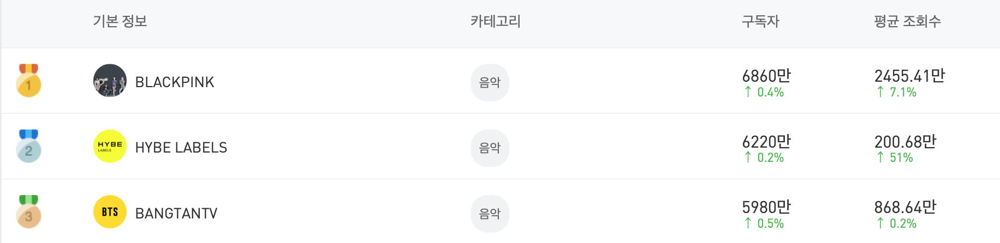 기본 정보 카테고리 구독자 평균 조회수
1 BLACKPINK 음악 6860만 2455.41만
↑ 0.4% ↑ 7.1%
2 HYBE LABELS HYBE LABELS 음악 6220만 200.68만
↑ 0.2% ↑ 51%
3 BTS BANGTANTV 음악 5980만 868.64만
↑ 0.5% ↑ 0.2%